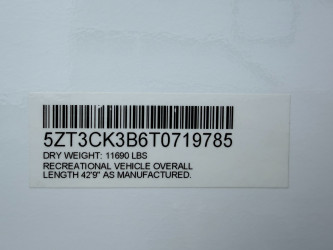 5ZT3CK3B6T0719785
DRY WEIGHT: 11690 LBS
RECREATIONAL VEHICLE OVERALL
LENGTH 42'9" AS MANUFACTURED.